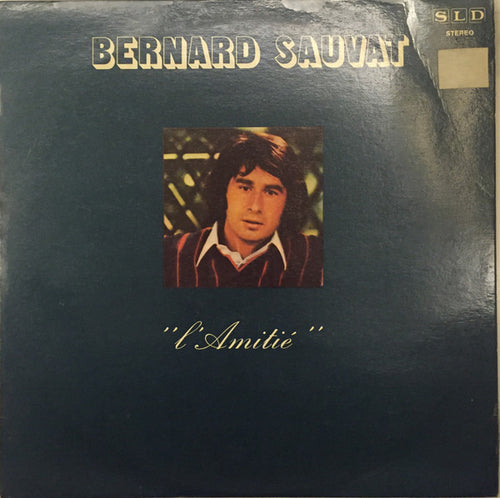 BERNARD SAUVAT
SLD
STEREO
"l'Amitié"